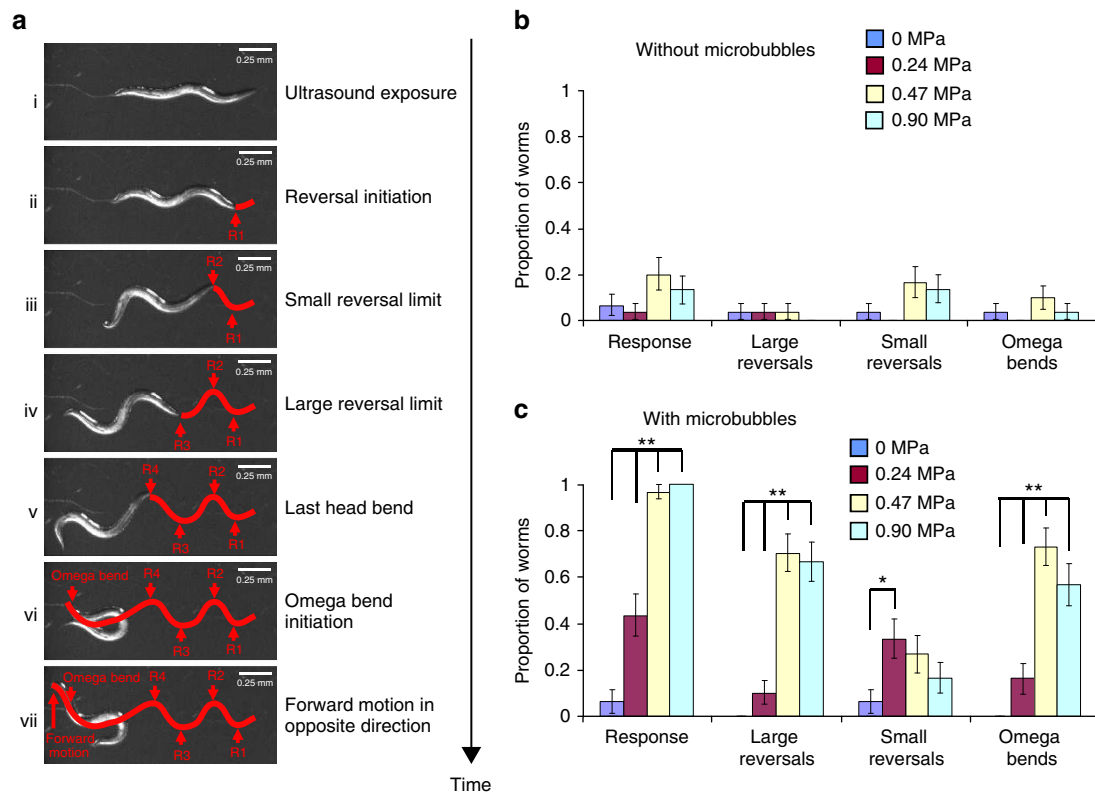 a
i
0.25 mm
Ultrasound exposure
ii
0.25 mm
R1
Reversal initiation
iii
0.25 mm
R2
R1
Small reversal limit
iv
0.25 mm
R2
R3
R1
Large reversal limit
v
0.25 mm
R4
R2
R3
R1
Last head bend
vi
0.25 mm
Omega bend
R4
R2
R3
R1
Omega bend
initiation
vii
0.25 mm
Omega bend
R4
R2
Forward
motion
R3
R1
Forward motion in
opposite direction
Time
b
Without microbubbles
0 MPa
0.24 MPa
0.47 MPa
0.90 MPa
Proportion of worms
1
0.8
0.6
0.4
0.2
0
Response
Large
reversals
Small
reversals
Omega
bends
c
With microbubbles
0 MPa
0.24 MPa
0.47 MPa
0.90 MPa
Proportion of worms
1
0.8
0.6
0.4
0.2
0
**
**
*
**
Response
Large
reversals
Small
reversals
Omega
bends